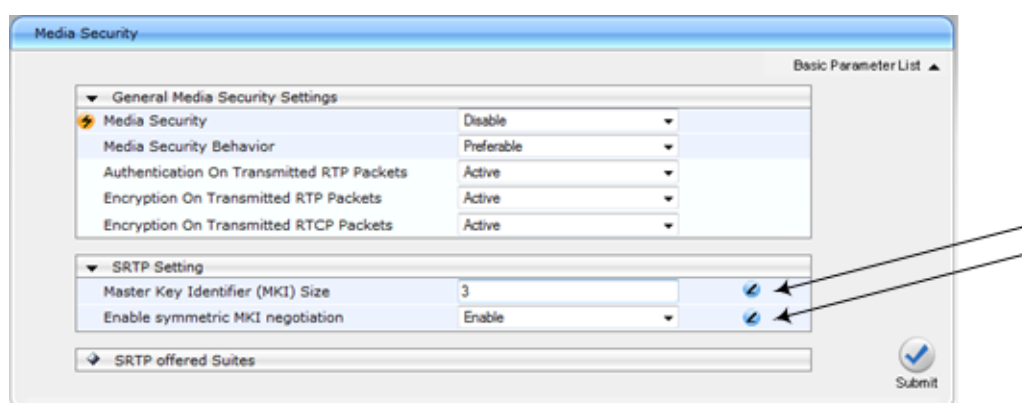 Media Security
Basic Parameter List
General Media Security Settings
Media Security Disable
Media Security Behavior Preferable
Authentication On Transmitted RTP Packets Active
Encryption On Transmitted RTP Packets Active
Encryption On Transmitted RTCP Packets Active
SRTP Setting
Master Key Identifier (MKI) Size 3
Enable symmetric MKI negotiation Enable
SRTP offered Suites
Submit